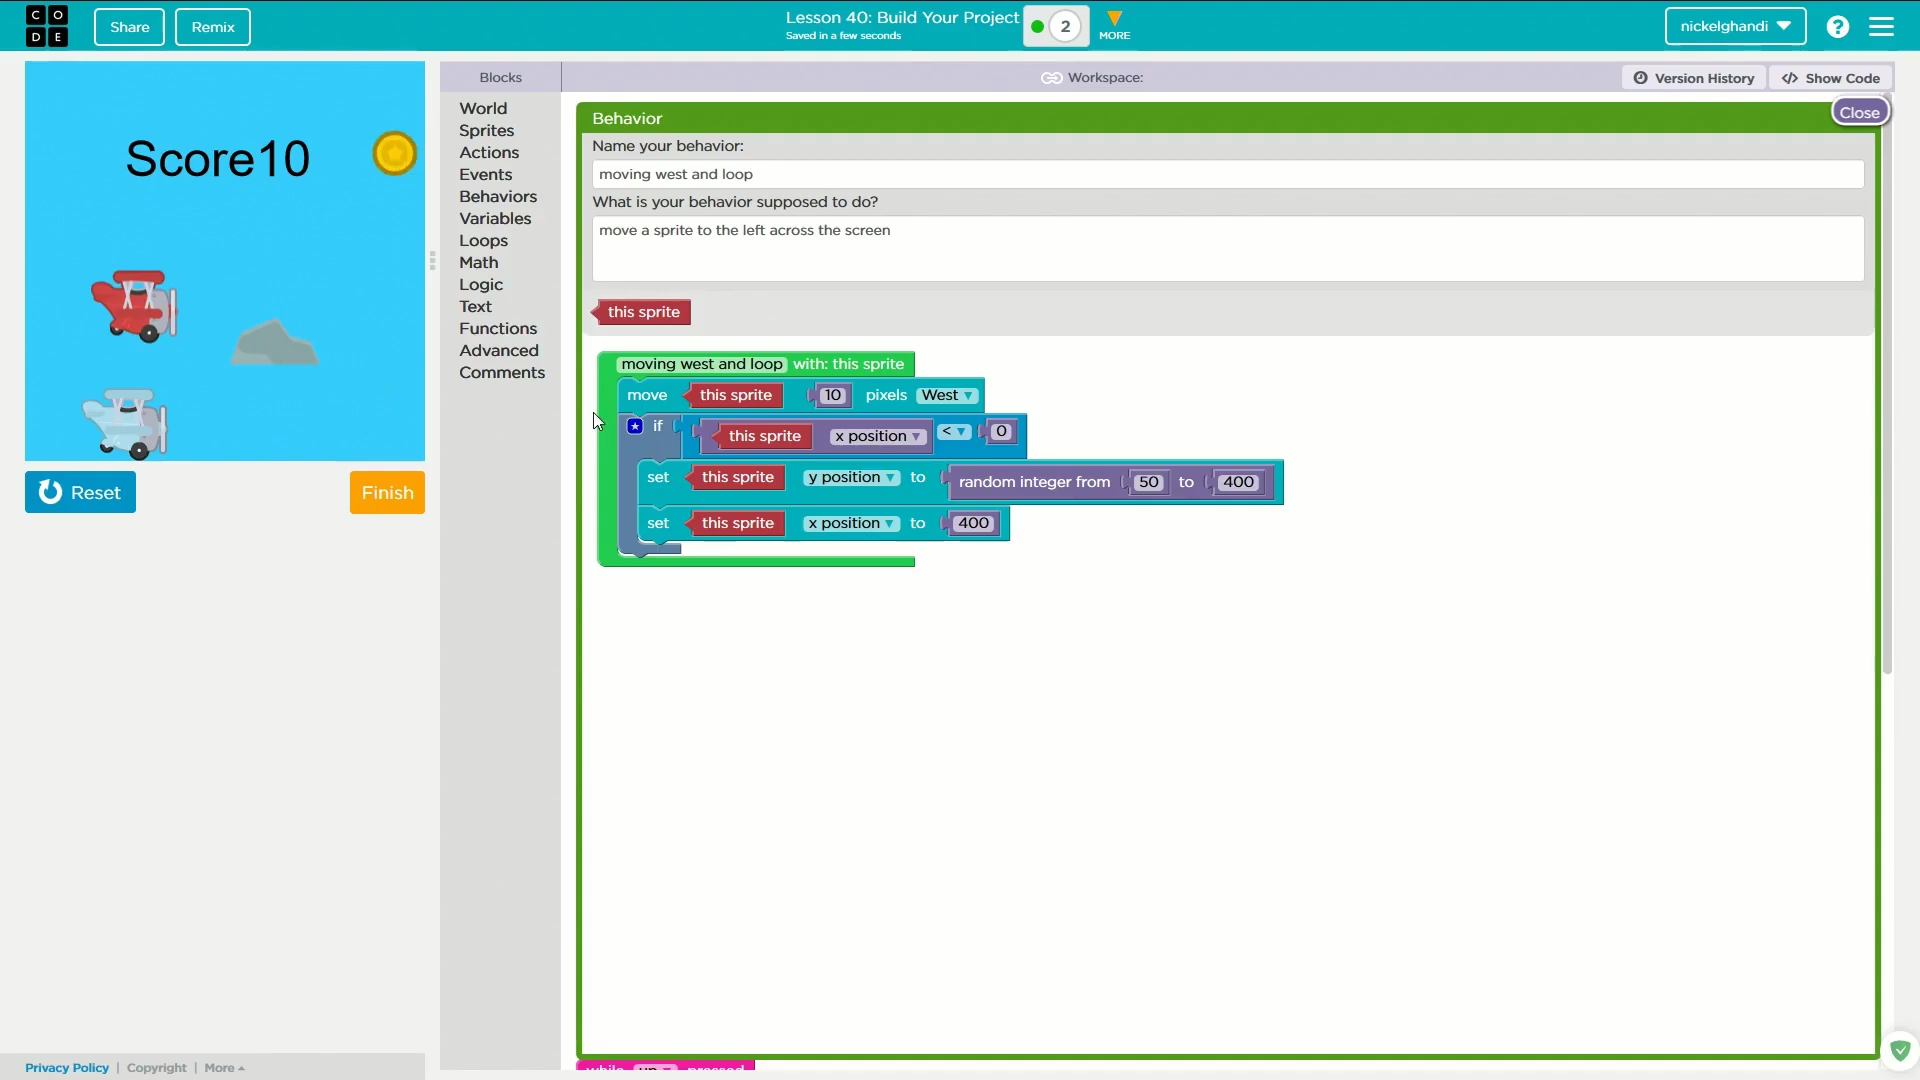 C O
D E
Share
Remix
Lesson 40: Build Your Project
Saved in a few seconds
2
MORE
nickelghandi
?
Blocks
Workspace:
Version History
</> Show Code
Score10
Reset
Finish
World
Sprites
Actions
Events
Behaviors
Variables
Loops
Math
Logic
Text
Functions
Advanced
Comments
Behavior
Close
Name your behavior:
moving west and loop
What is your behavior supposed to do?
move a sprite to the left across the screen
this sprite
moving west and loop with: this sprite
move this sprite 10 pixels West
if this sprite x position < 0
set this sprite y position to random integer from 50 to 400
set this sprite x position to 400
while up pressed
Privacy Policy | Copyright | More